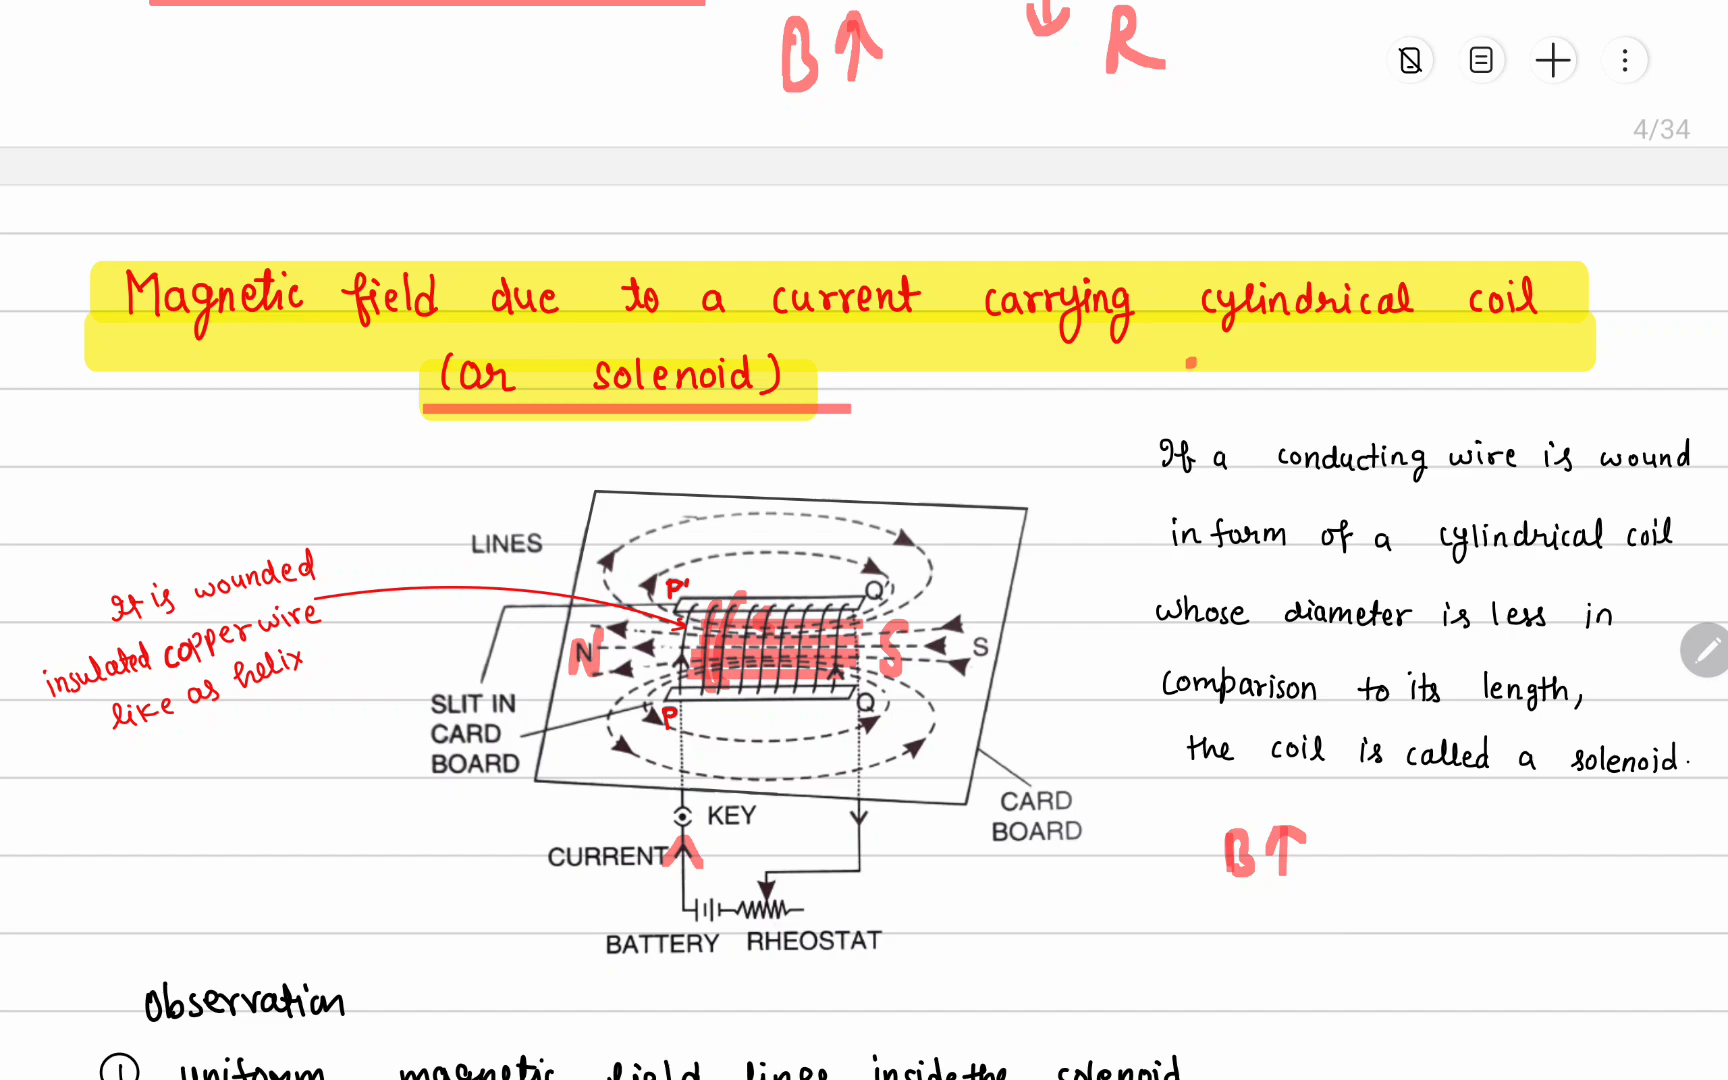 B↑ ↓ R
4/34
Magnetic field due to a current carrying cylindrical coil
(or solenoid)
If a conducting wire is wound
in form of a cylindrical coil
whose diameter is less in
comparison to its length,
the coil is called a solenoid.
B↑
LINES
It is wounded
insulated copper wire
like as helix
P'
Q'
N
N
S
S
P
Q
SLIT IN
CARD
BOARD
KEY
CARD
BOARD
CURRENT
BATTERY
RHEOSTAT
Observation
① uniform magnetic field lines inside the solenoid